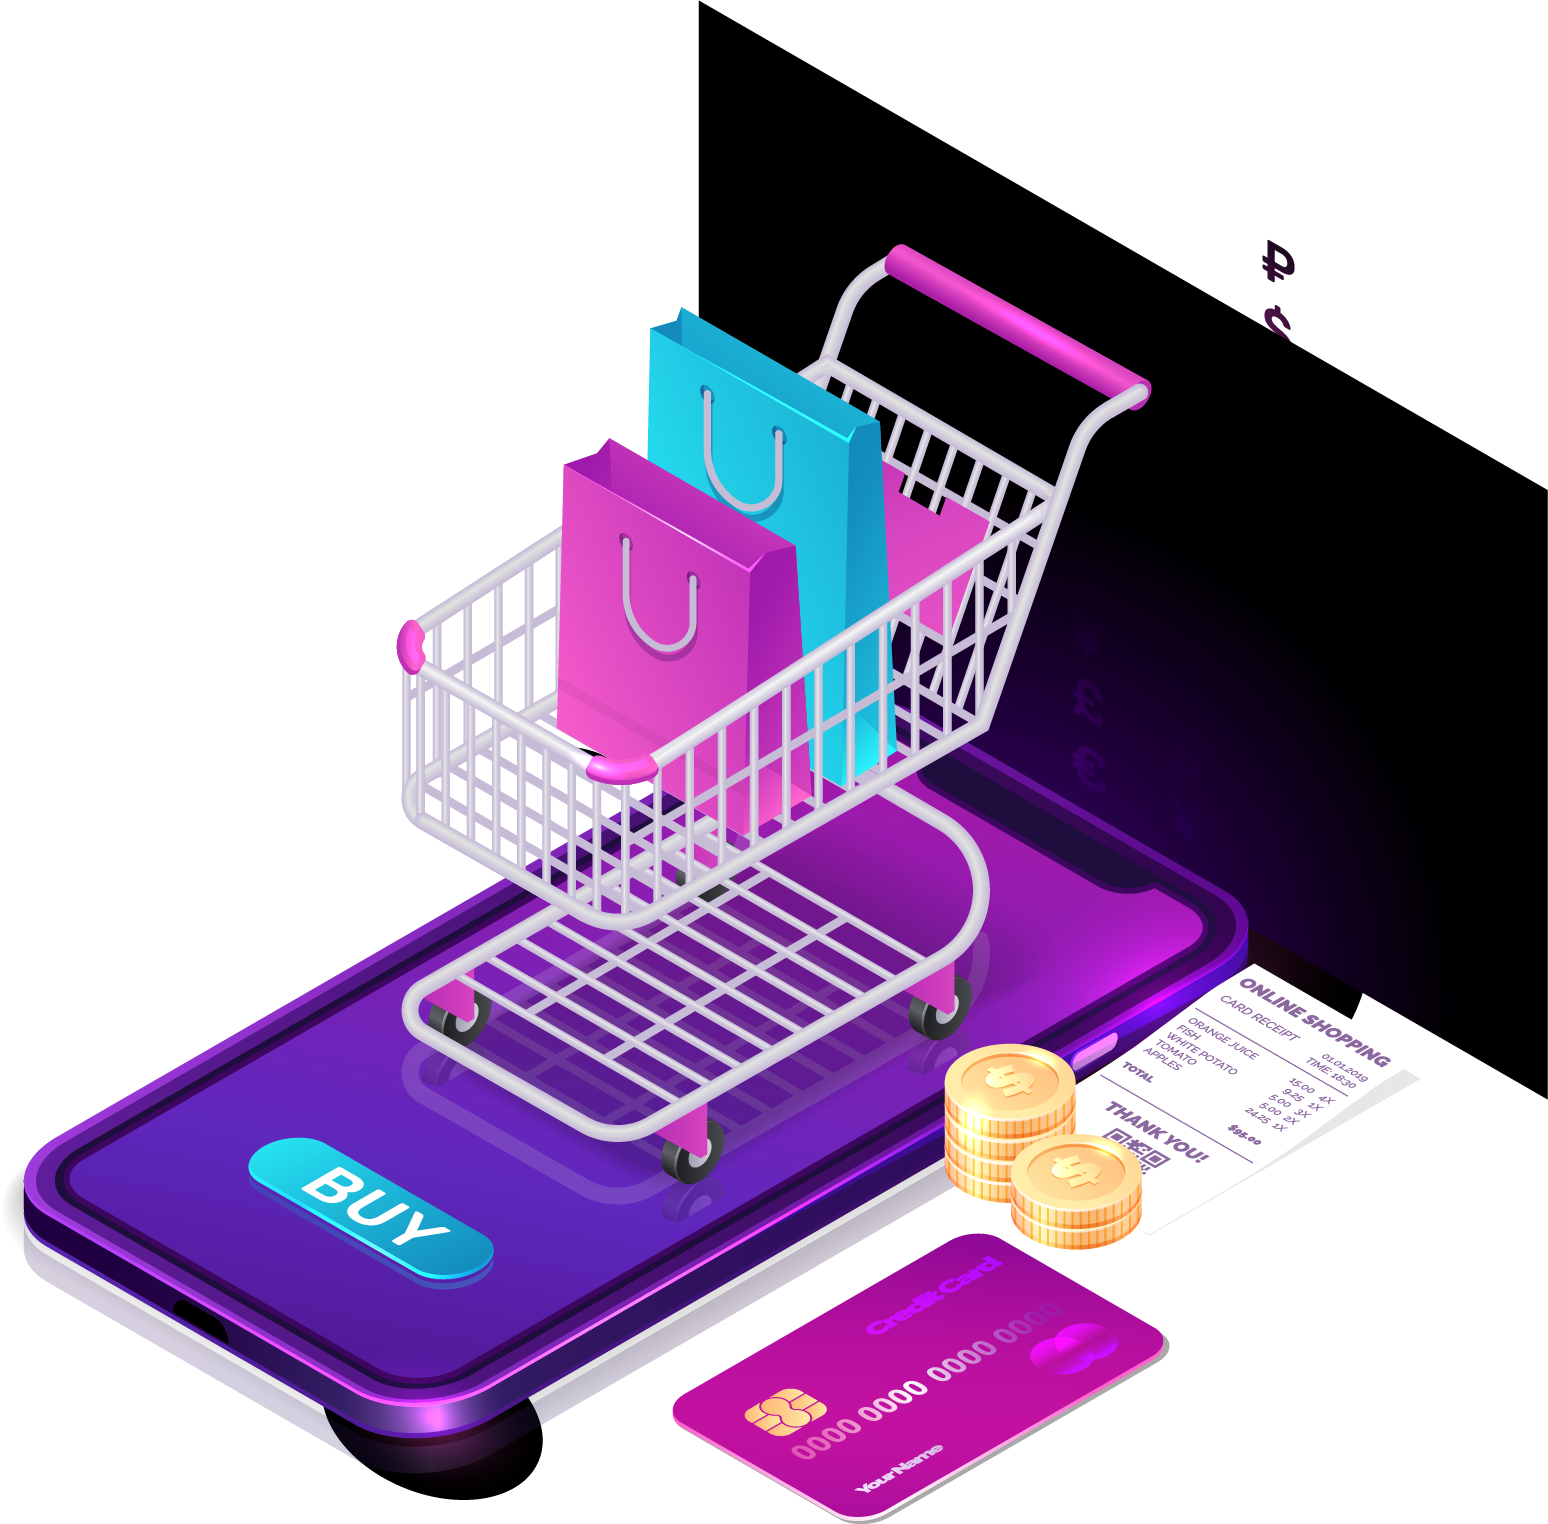 ₽
$
BUY
ONLINE SHOPPING
CARD RECEIPT
01.01.2019
TIME: 18:30
ORANGE JUICE 15.00 4X
FISH 9.25 1X
WHITE POTATO 5.00 3X
TOMATO 5.00 2X
APPLES 24.25 1X
TOTAL $95.00
THANK YOU!
Credit Card
0000 0000 0000 0000
Your Name
£
€